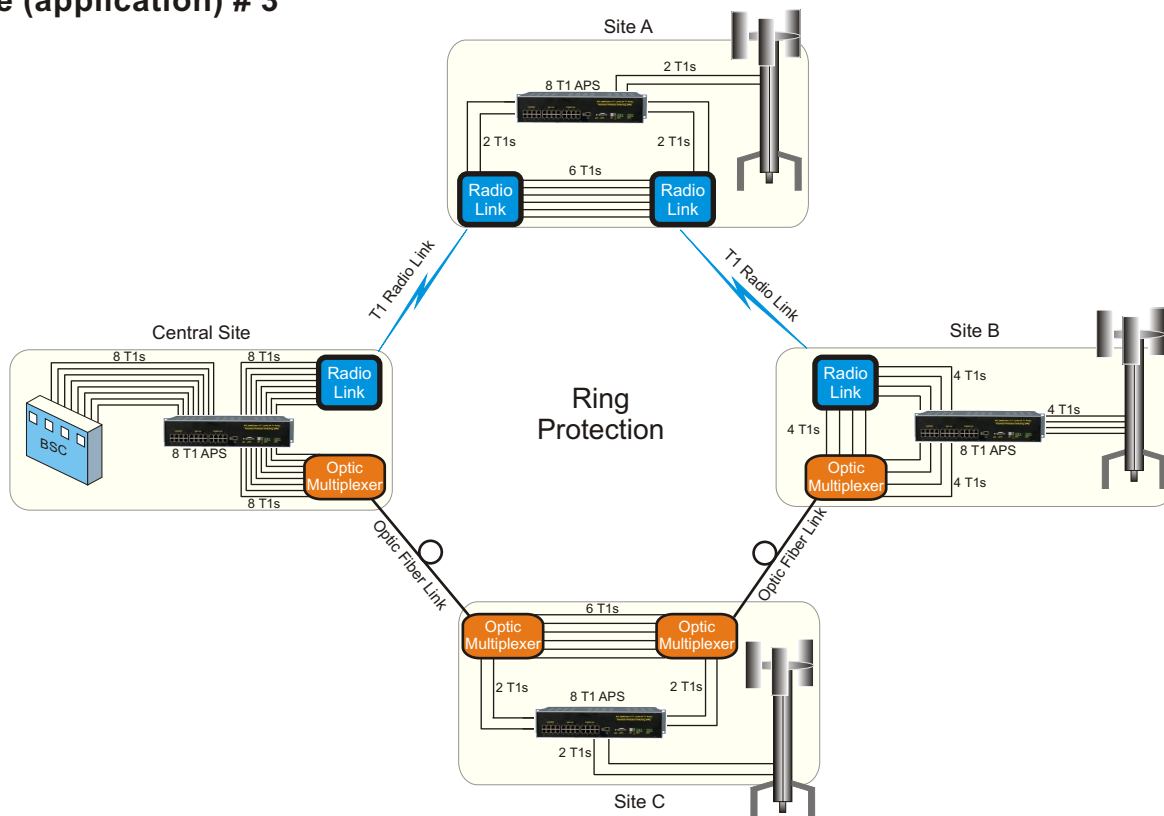 e (application) # 3
Site A
2 T1s
8 T1 APS
2 T1s
2 T1s
6 T1s
Radio
Link
Radio
Link
T1 Radio Link
T1 Radio Link
Central Site
8 T1s
8 T1s
Radio
Link
BSC
8 T1 APS
Optic
Multiplexer
8 T1s
Ring
Protection
Site B
Radio
Link
4 T1s
4 T1s
4 T1s
8 T1 APS
Optic
Multiplexer
4 T1s
Optic Fiber Link
Optic Fiber Link
6 T1s
Optic
Multiplexer
Optic
Multiplexer
2 T1s
2 T1s
8 T1 APS
2 T1s
Site C